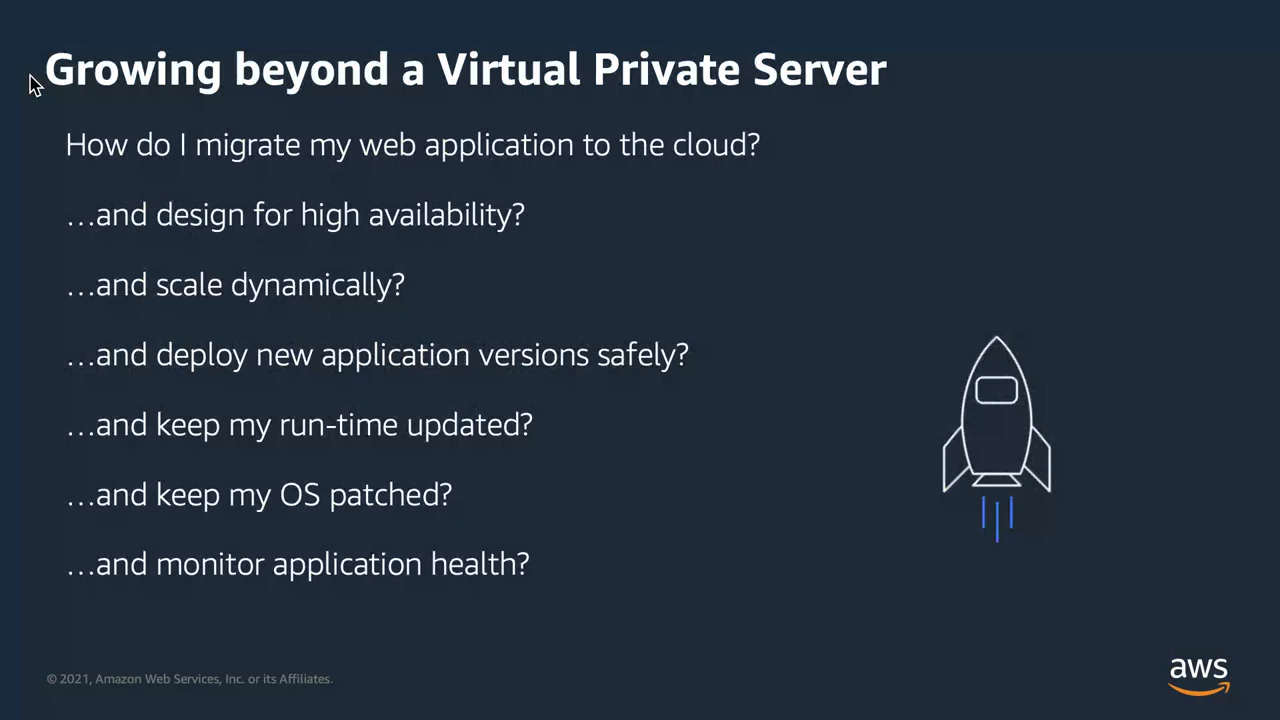 Growing beyond a Virtual Private Server
How do I migrate my web application to the cloud?
…and design for high availability?
…and scale dynamically?
…and deploy new application versions safely?
…and keep my run-time updated?
…and keep my OS patched?
…and monitor application health?
© 2021, Amazon Web Services, Inc. or its Affiliates.
aws